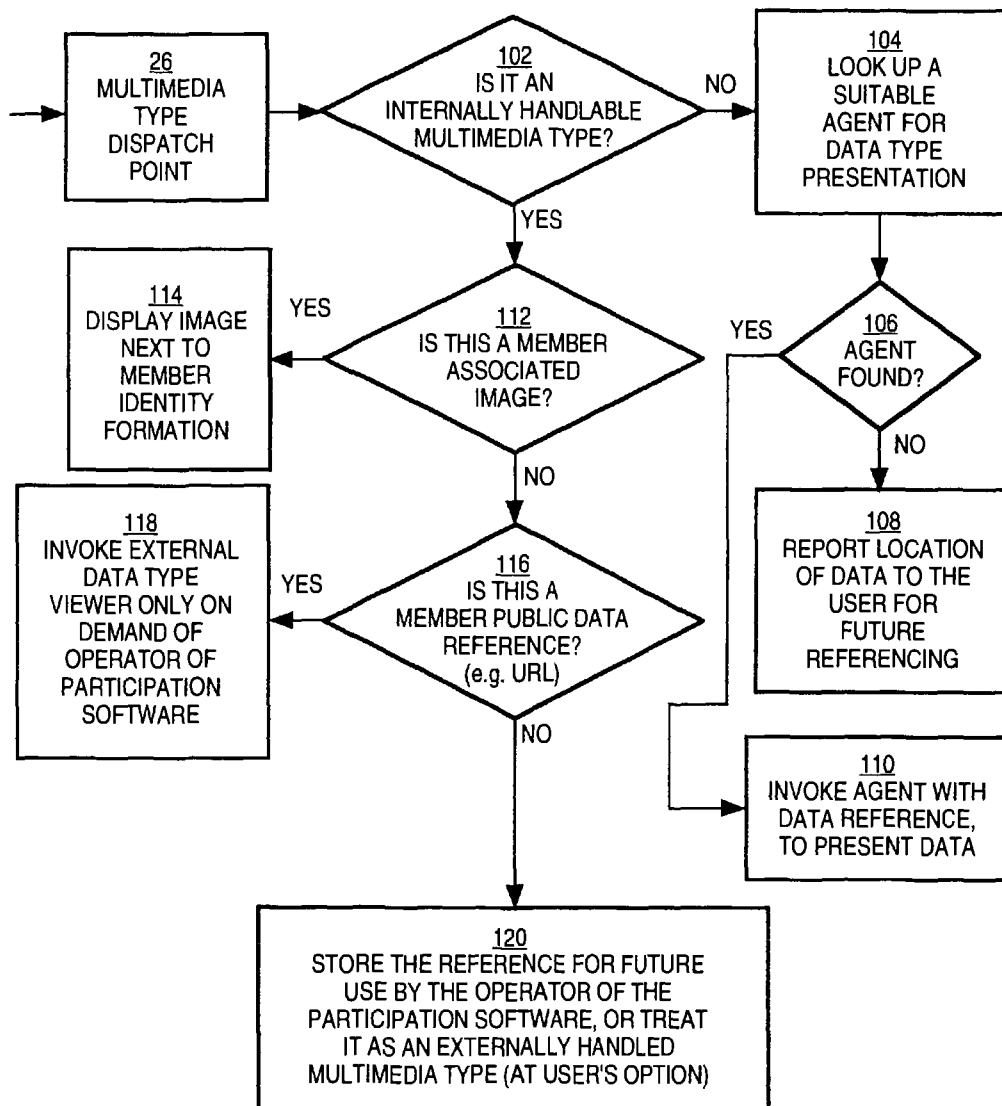 26
MULTIMEDIA
TYPE
DISPATCH
POINT
102
IS IT AN
INTERNALLY HANDLABLE
MULTIMEDIA TYPE?
NO
104
LOOK UP A
SUITABLE
AGENT FOR
DATA TYPE
PRESENTATION
YES
114
DISPLAY IMAGE
NEXT TO
MEMBER
IDENTITY
FORMATION
YES
112
IS THIS A MEMBER
ASSOCIATED
IMAGE?
YES
106
AGENT
FOUND?
NO
NO
118
INVOKE EXTERNAL
DATA TYPE
VIEWER ONLY ON
DEMAND OF
OPERATOR OF
PARTICIPATION
SOFTWARE
YES
116
IS THIS A
MEMBER PUBLIC DATA
REFERENCE?
(e.g. URL)
108
REPORT LOCATION
OF DATA TO THE
USER FOR
FUTURE
REFERENCING
NO
110
INVOKE AGENT WITH
DATA REFERENCE,
TO PRESENT DATA
120
STORE THE REFERENCE FOR FUTURE
USE BY THE OPERATOR OF THE
PARTICIPATION SOFTWARE, OR TREAT
IT AS AN EXTERNALLY HANDLED
MULTIMEDIA TYPE (AT USER'S OPTION)